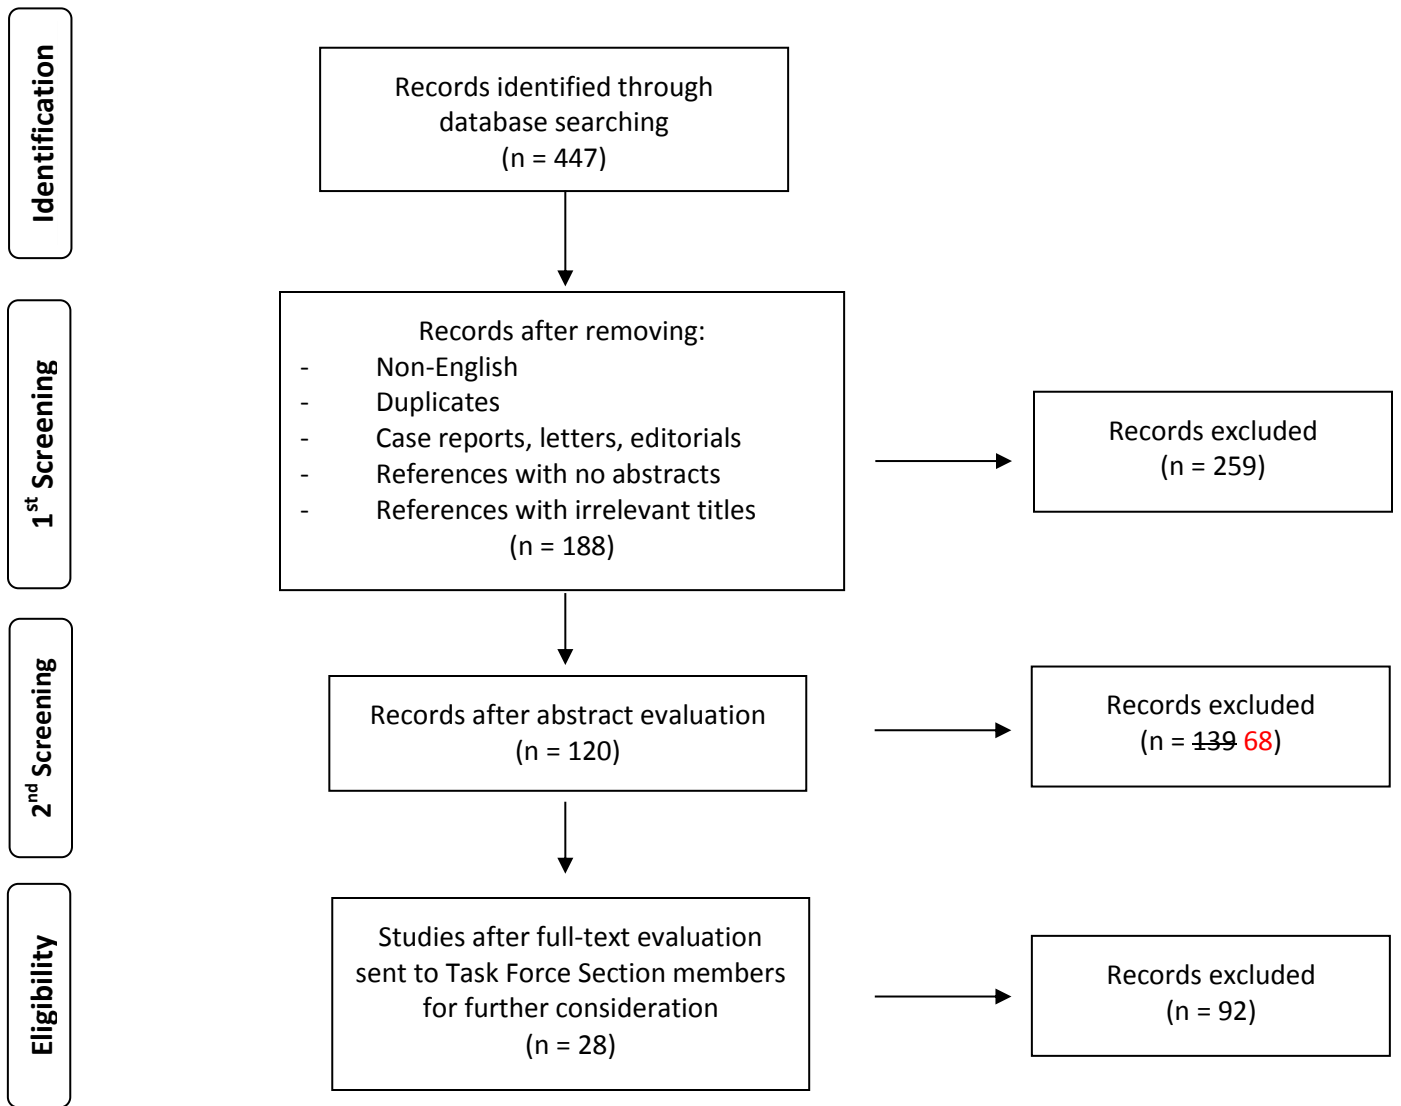 Identification
Records identified through
database searching
(n = 447)
1st Screening
Records after removing:
- Non-English
- Duplicates
- Case reports, letters, editorials
- References with no abstracts
- References with irrelevant titles
(n = 188)
Records excluded
(n = 259)
2nd Screening
Records after abstract evaluation
(n = 120)
Records excluded
(n = 139 68)
Eligibility
Studies after full-text evaluation
sent to Task Force Section members
for further consideration
(n = 28)
Records excluded
(n = 92)